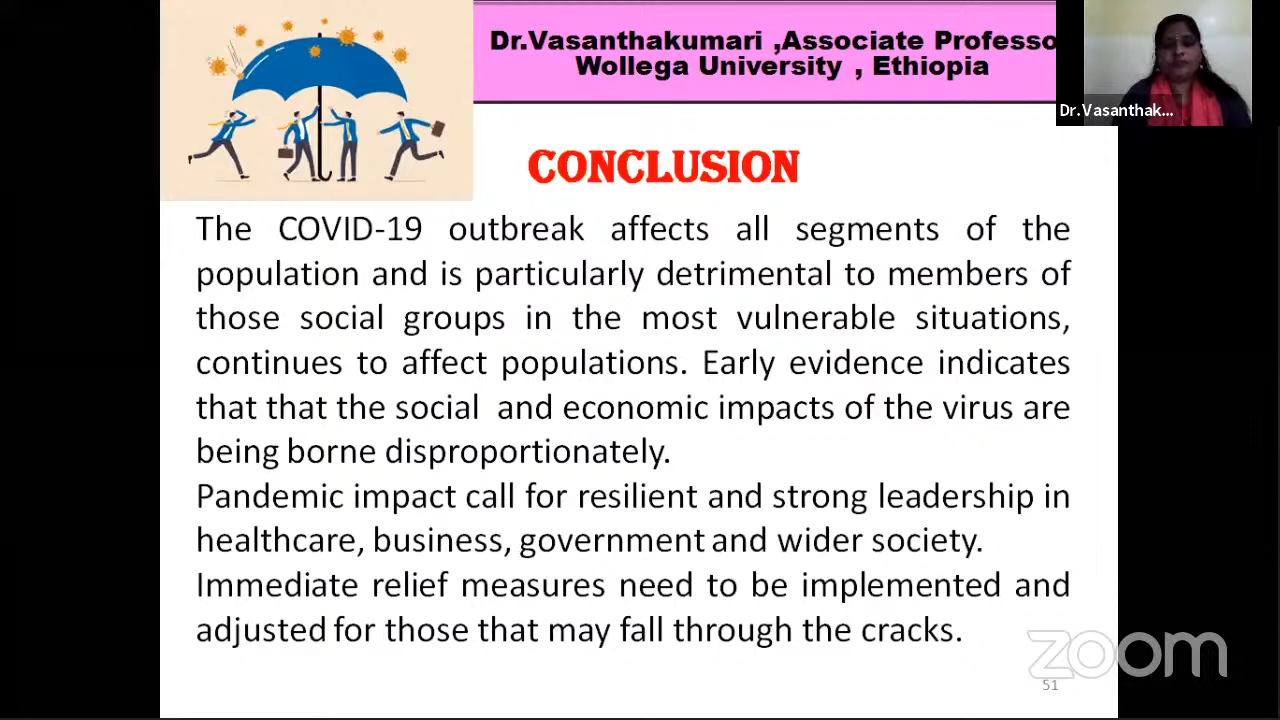 Dr.Vasanthakumari ,Associate Professo
Wollega University , Ethiopia
Dr.Vasanthak...
CONCLUSION
The COVID-19 outbreak affects all segments of the
population and is particularly detrimental to members of
those social groups in the most vulnerable situations,
continues to affect populations. Early evidence indicates
that that the social and economic impacts of the virus are
being borne disproportionately.
Pandemic impact call for resilient and strong leadership in
healthcare, business, government and wider society.
Immediate relief measures need to be implemented and
adjusted for those that may fall through the cracks.
zoom
51